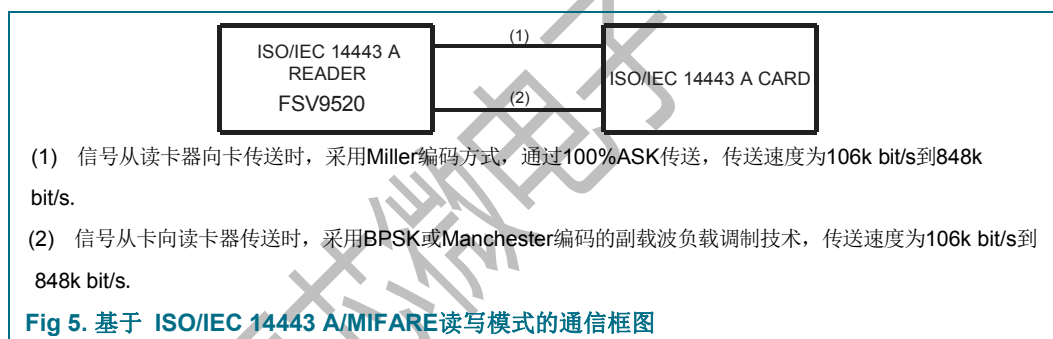 ISO/IEC 14443 A
READER
FSV9520
(1)
(2)
ISO/IEC 14443 A CARD
(1) 信号从读卡器向卡传送时，采用Miller编码方式，通过100%ASK传送，传送速度为106k bit/s到848k
bit/s.
(2) 信号从卡向读卡器传送时，采用BPSK或Manchester编码的副载波负载调制技术，传送速度为106k bit/s到
848k bit/s.
Fig 5. 基于 ISO/IEC 14443 A/MIFARE读写模式的通信框图
芯微电子